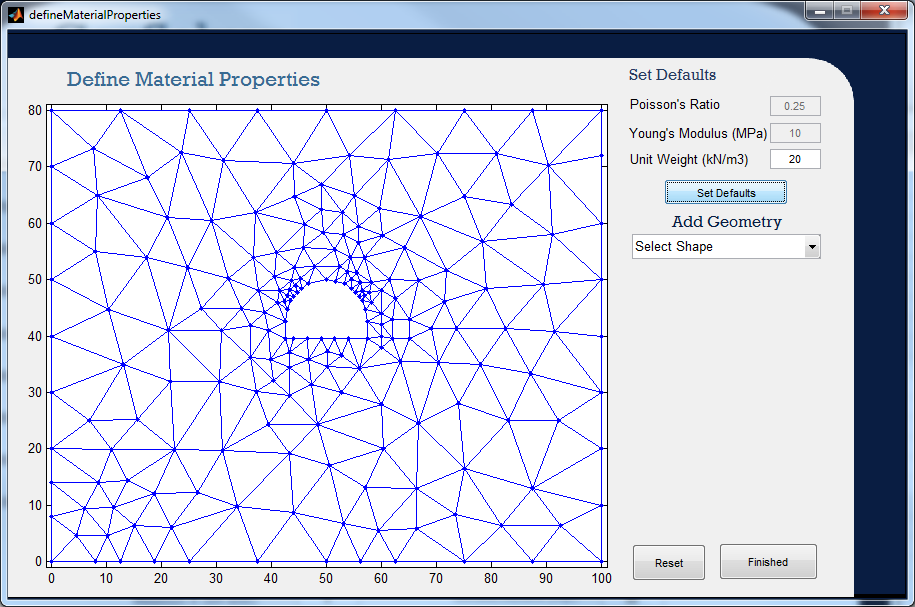 defineMaterialProperties
Define Material Properties
Set Defaults
Poisson's Ratio 0.25
Young's Modulus (MPa) 10
Unit Weight (kN/m3) 20
Set Defaults
Add Geometry
Select Shape
80
70
60
50
40
30
20
10
0
0 10 20 30 40 50 60 70 80 90 100
Reset Finished